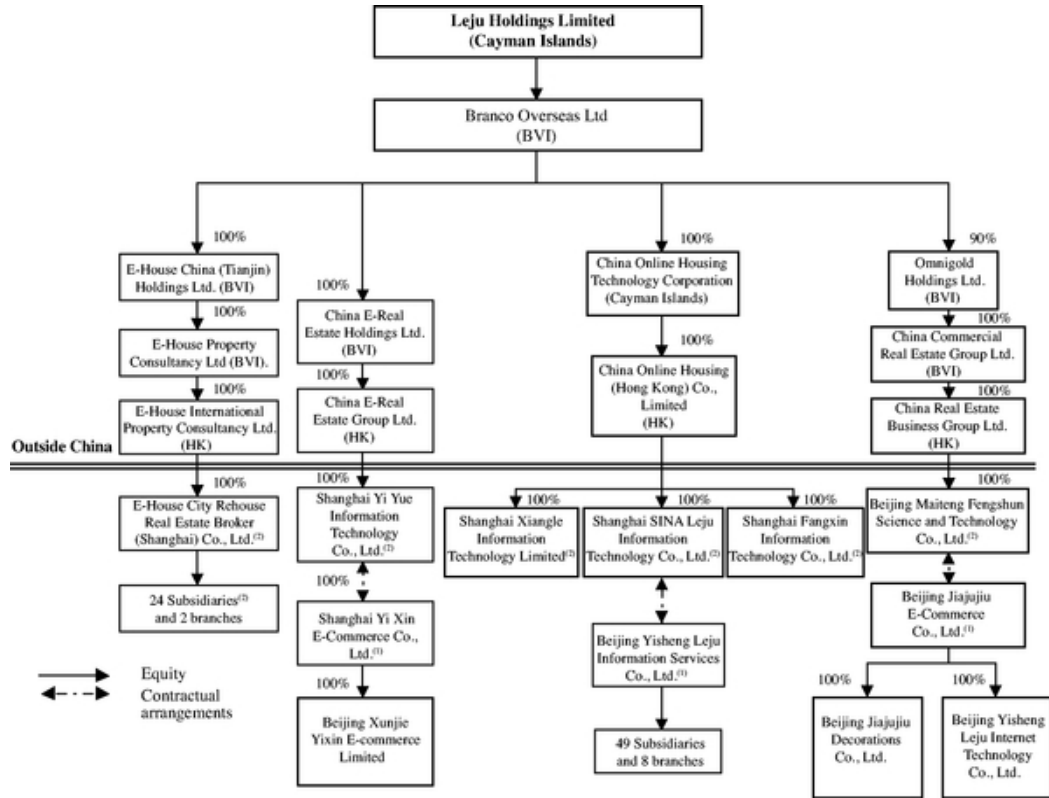 Leju Holdings Limited
(Cayman Islands)
Branco Overseas Ltd
(BVI)
100%
E-House China (Tianjin)
Holdings Ltd. (BVI)
100%
E-House Property
Consultancy Ltd (BVI).
100%
E-House International
Property Consultancy Ltd.
(HK)
100%
China E-Real
Estate Holdings Ltd.
(BVI)
100%
China E-Real
Estate Group Ltd.
(HK)
100%
China Online Housing
Technology Corporation
(Cayman Islands)
100%
China Online Housing
(Hong Kong) Co.,
Limited
(HK)
90%
Omnigold
Holdings Ltd.
(BVI)
100%
China Commercial
Real Estate Group Ltd.
(BVI)
100%
China Real Estate
Business Group Ltd.
(HK)
Outside China
100%
E-House City Rehouse
Real Estate Broker
(Shanghai) Co., Ltd.(2)
24 Subsidiaries(2)
and 2 branches
100%
Shanghai Yi Yue
Information
Technology
Co., Ltd.(2)
100%
Shanghai Yi Xin
E-Commerce Co.,
Ltd.(1)
100%
Beijing Xunjie
Yixin E-commerce
Limited
100%
Shanghai Xiangle
Information
Technology Limited(2)
100%
Shanghai SINA Leju
Information
Technology Co., Ltd.(2)
100%
Shanghai Fangxin
Information
Technology Co., Ltd.(2)
Beijing Yisheng Leju
Information Services
Co., Ltd.(1)
49 Subsidiaries
and 8 branches
100%
Beijing Maiteng Fengshun
Science and Technology
Co., Ltd.(2)
Beijing Jiajujiu
E-Commerce
Co., Ltd.(1)
100%
Beijing Jiajujiu
Decorations
Co., Ltd.
100%
Beijing Yisheng
Leju Internet
Technology
Co., Ltd.
Equity
Contractual
arrangements